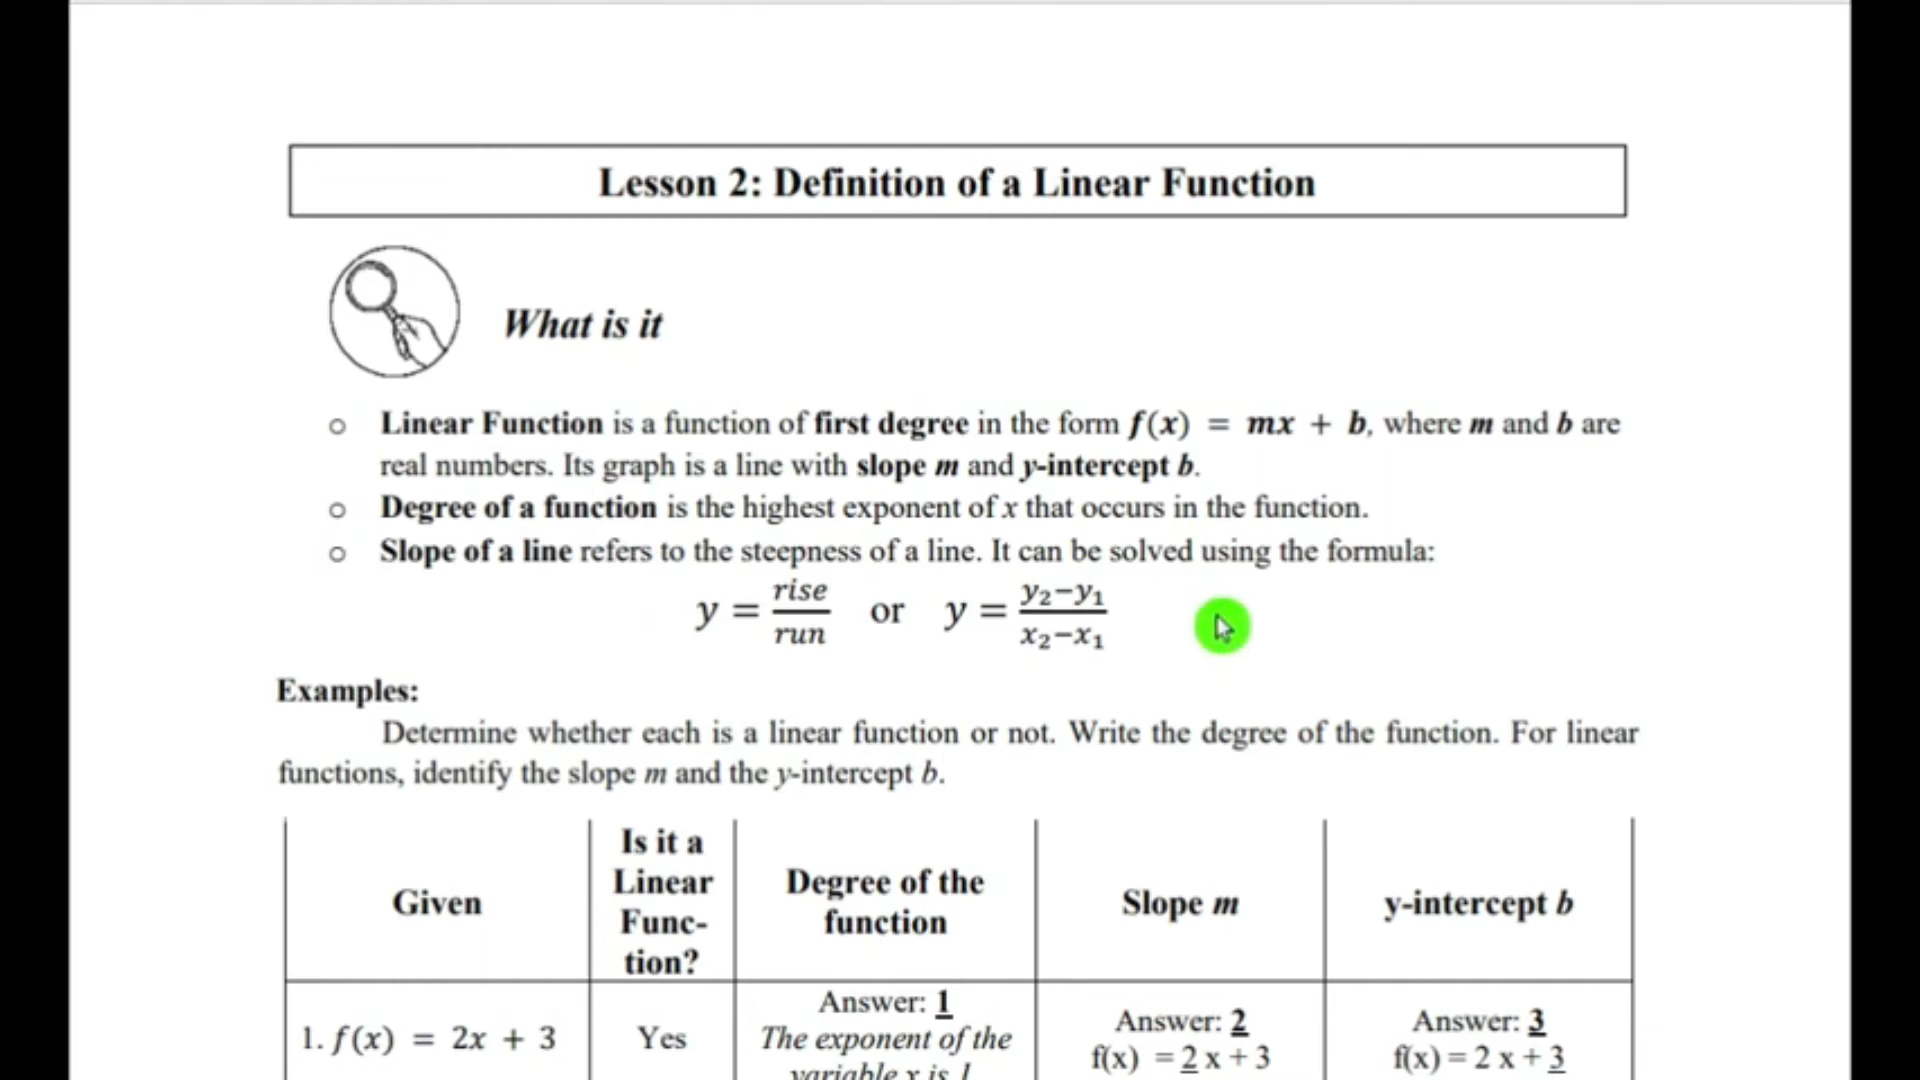 Lesson 2: Definition of a Linear Function
What is it
o Linear Function is a function of first degree in the form f(x) = mx + b, where m and b are
real numbers. Its graph is a line with slope m and y-intercept b.
o Degree of a function is the highest exponent of x that occurs in the function.
o Slope of a line refers to the steepness of a line. It can be solved using the formula:
y = rise/run or y = y₂−y₁/x₂−x₁
Examples:
Determine whether each is a linear function or not. Write the degree of the function. For linear
functions, identify the slope m and the y-intercept b.
Given
Is it a
Linear
Func-
tion?
Degree of the
function
Slope m
y-intercept b
1. f(x) = 2x + 3
Yes
Answer: 1
The exponent of the
variable x is 1
Answer: 2
f(x) = 2 x + 3
Answer: 3
f(x) = 2 x + 3